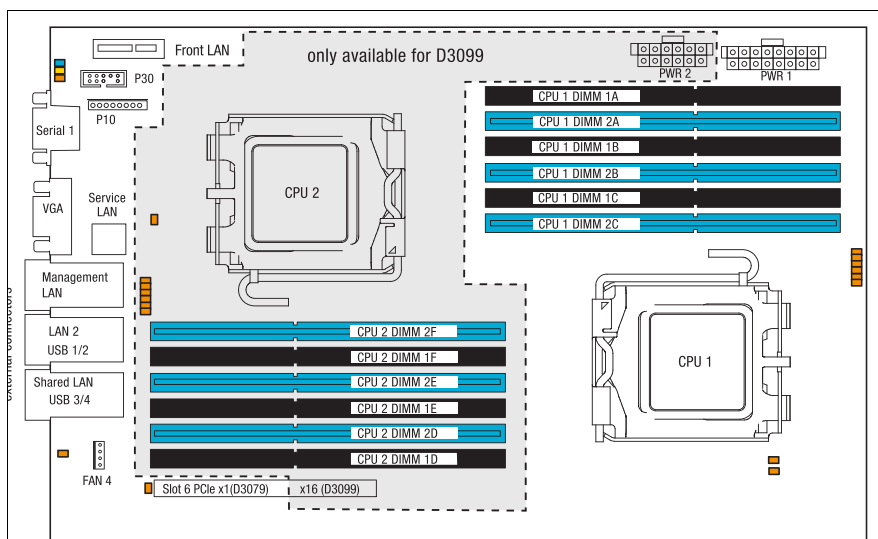 Front LAN
only available for D3099
P30
PWR 2
PWR 1
P10
Serial 1
CPU 1 DIMM 1A
CPU 1 DIMM 2A
CPU 1 DIMM 1B
CPU 1 DIMM 2B
CPU 1 DIMM 1C
CPU 1 DIMM 2C
CPU 2
VGA
Service
LAN
Management
LAN
external connectors
LAN 2
USB 1/2
Shared LAN
USB 3/4
CPU 2 DIMM 2F
CPU 2 DIMM 1F
CPU 2 DIMM 2E
CPU 2 DIMM 1E
CPU 2 DIMM 2D
CPU 2 DIMM 1D
CPU 1
FAN 4
Slot 6 PCIe x1(D3079) x16 (D3099)